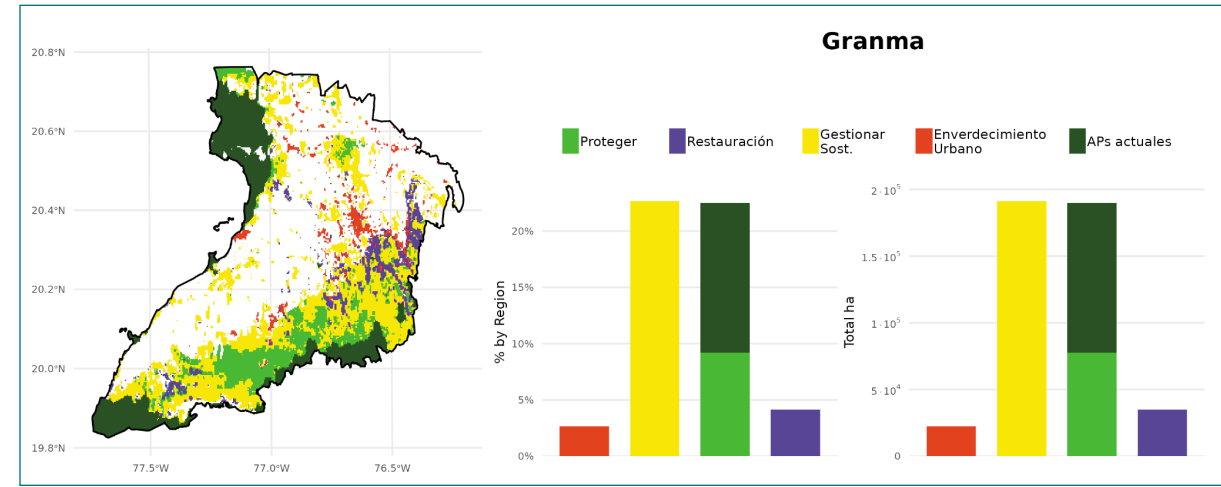 Granma
Proteger
Restauración
Gestionar
Sost.
Enverdecimiento
Urbano
APs actuales
20.8°N
20.6°N
20.4°N
20.2°N
20.0°N
19.8°N
77.5°W
77.0°W
76.5°W
% by Region
20%
15%
10%
5%
0%
Total ha
2·10⁵
1.5·10⁵
1·10⁵
5·10⁴
0